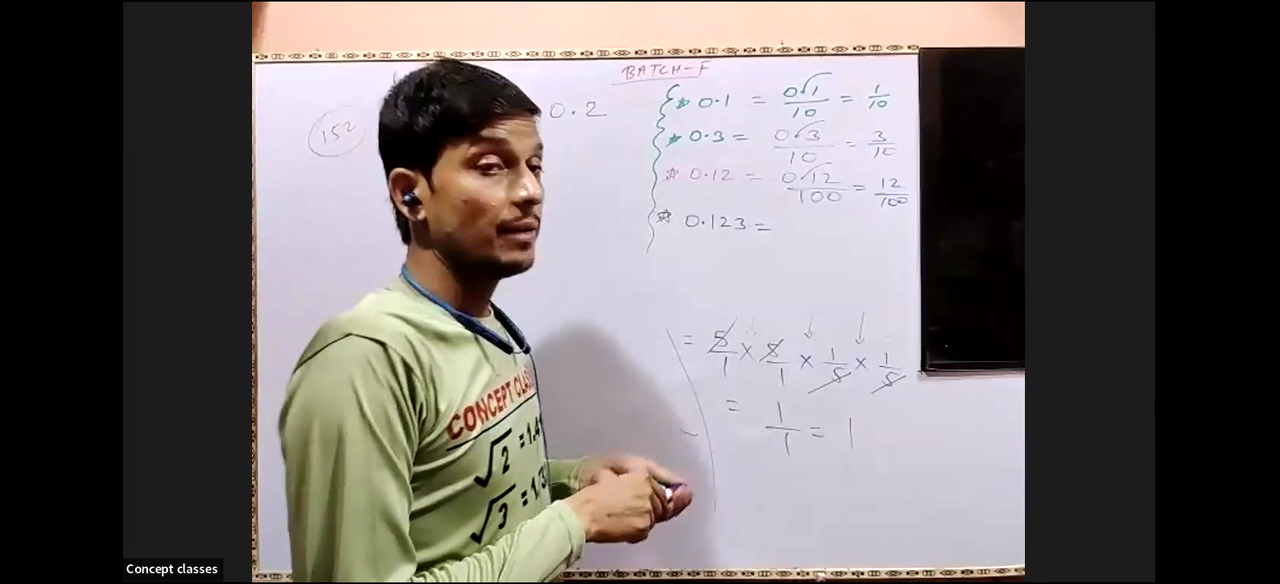 BATCH-F
152
0.2
0.1 = 0.1/10 = 1/10
0.3 = 0.3/10 = 3/10
0.12 = 0.12/100 = 12/100
0.123 =
= 5/1 × 5/1 × 1/5 × 1/5
= 1/1 = 1
CONCEPT CLA
√2 = 1.4
√3 = 1.73
Concept classes